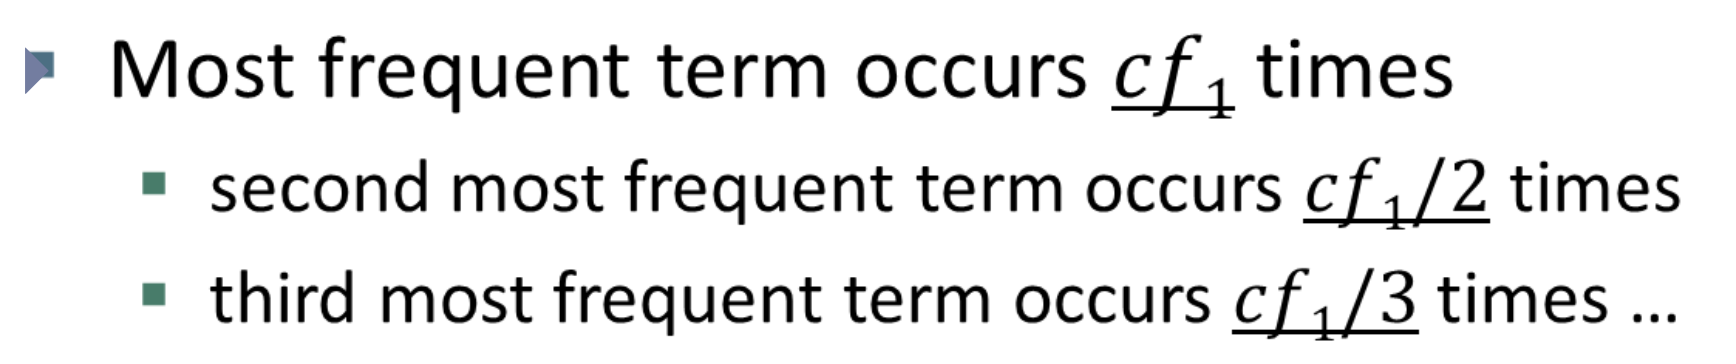 Most frequent term occurs cf₁ times
second most frequent term occurs cf₁/2 times
third most frequent term occurs cf₁/3 times ...